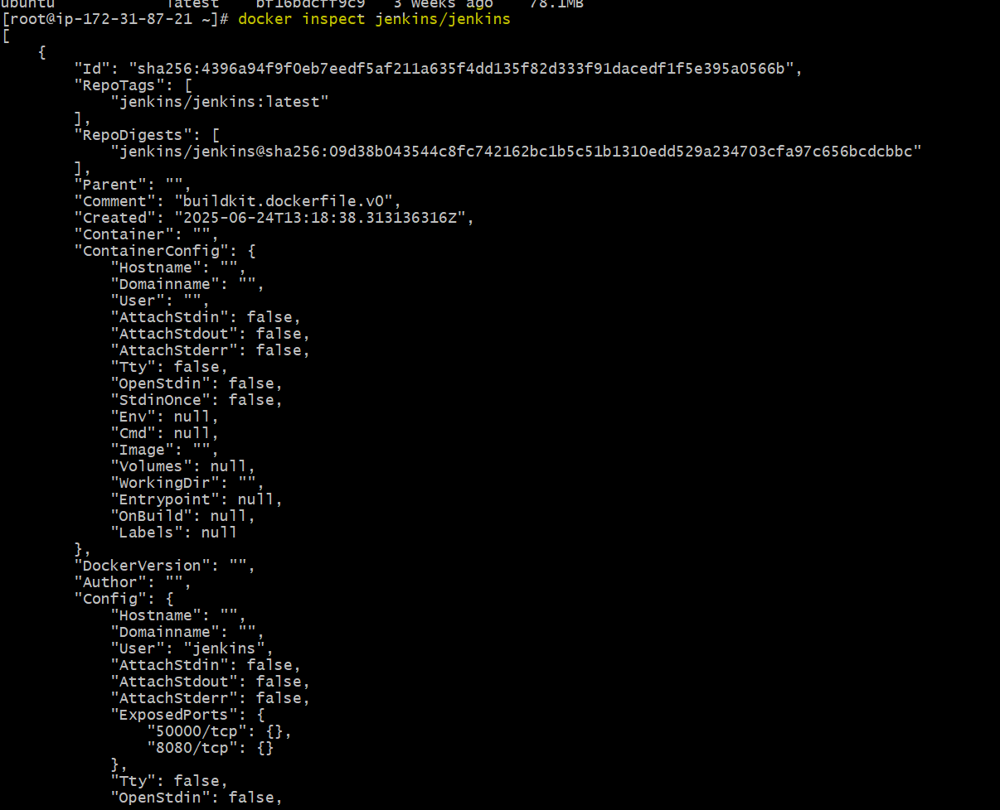 ubuntu latest bf16bdcff9c9 3 weeks ago 78.1MB
[root@ip-172-31-87-21 ~]# docker inspect jenkins/jenkins
[
    {
        "Id": "sha256:4396a94f9f0eb7eedf5af211a635f4dd135f82d333f91dacedf1f5e395a0566b",
        "RepoTags": [
            "jenkins/jenkins:latest"
        ],
        "RepoDigests": [
            "jenkins/jenkins@sha256:09d38b043544c8fc742162bc1b5c51b1310edd529a234703cfa97c656bcdcbbc"
        ],
        "Parent": "",
        "Comment": "buildkit.dockerfile.v0",
        "Created": "2025-06-24T13:18:38.313136316Z",
        "Container": "",
        "ContainerConfig": {
            "Hostname": "",
            "Domainname": "",
            "User": "",
            "AttachStdin": false,
            "AttachStdout": false,
            "AttachStderr": false,
            "Tty": false,
            "OpenStdin": false,
            "StdinOnce": false,
            "Env": null,
            "Cmd": null,
            "Image": "",
            "Volumes": null,
            "WorkingDir": "",
            "Entrypoint": null,
            "OnBuild": null,
            "Labels": null
        },
        "DockerVersion": "",
        "Author": "",
        "Config": {
            "Hostname": "",
            "Domainname": "",
            "User": "jenkins",
            "AttachStdin": false,
            "AttachStdout": false,
            "AttachStderr": false,
            "ExposedPorts": {
                "50000/tcp": {},
                "8080/tcp": {}
            },
            "Tty": false,
            "OpenStdin": false,